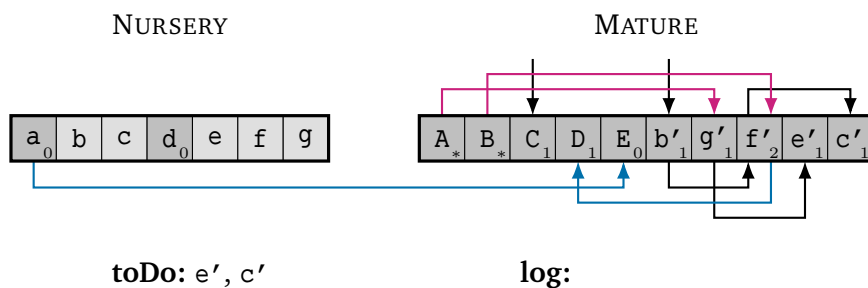 NURSERY MATURE
a₀ b c d₀ e f g A* B* C₁ D₁ E₀ b′₁ g′₁ f′₂ e′₁ c′₁
toDo: e′, c′ log: